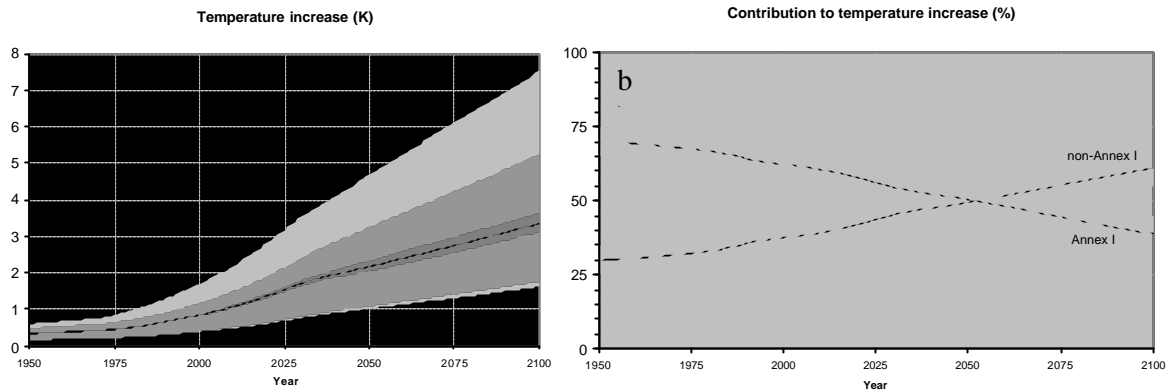 Temperature increase (K)
8
7
6
5
4
3
2
1
0
1950 1975 2000 2025 2050 2075 2100
Year
Contribution to temperature increase (%)
100
75
50
25
0
b
non-Annex I
Annex I
1950 1975 2000 2025 2050 2075 2100
Year